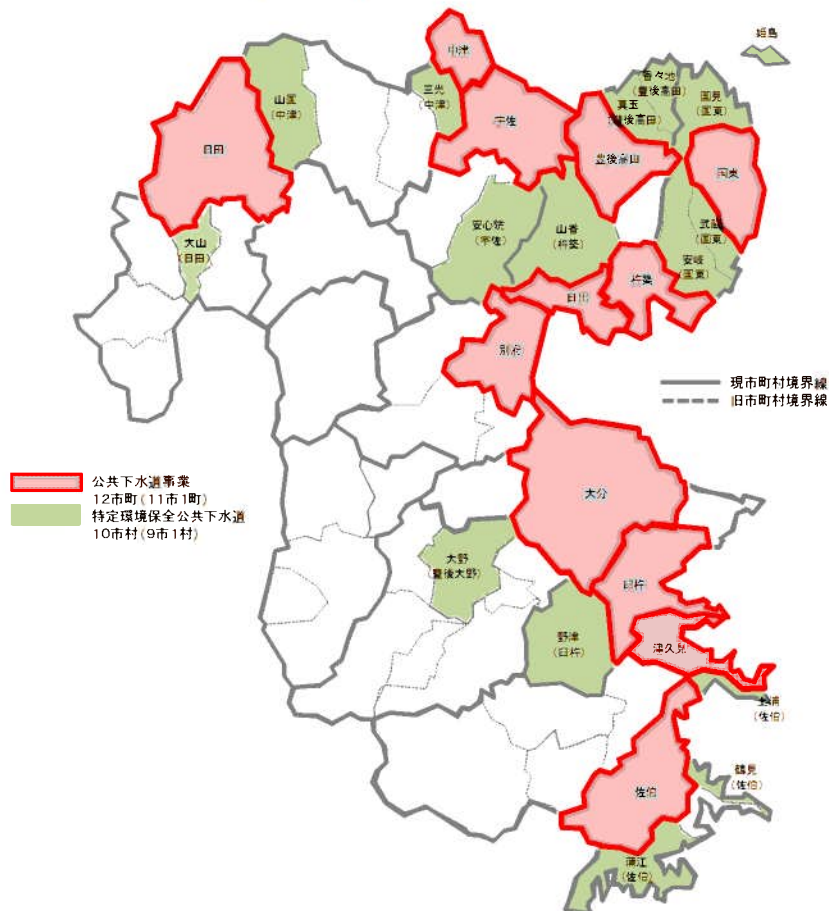 姫島
中津
香々地
(豊後高田)
国見
(国東)
山国
(中津)
三光
(中津)
真玉
(豊後高田)
宇佐
日田
豊後高田
国東
安心院
(宇佐)
山香
(杵築)
武蔵
(国東)
大山
(日田)
安岐
(国東)
杵築
日出
別府
現市町村境界線
旧市町村境界線
公共下水道事業
12市町(11市1町)
特定環境保全公共下水道
10市村(9市1村)
大分
大野
(豊後大野)
臼杵
野津
(臼杵)
津久見
上浦
(佐伯)
鶴見
(佐伯)
佐伯
蒲江
(佐伯)